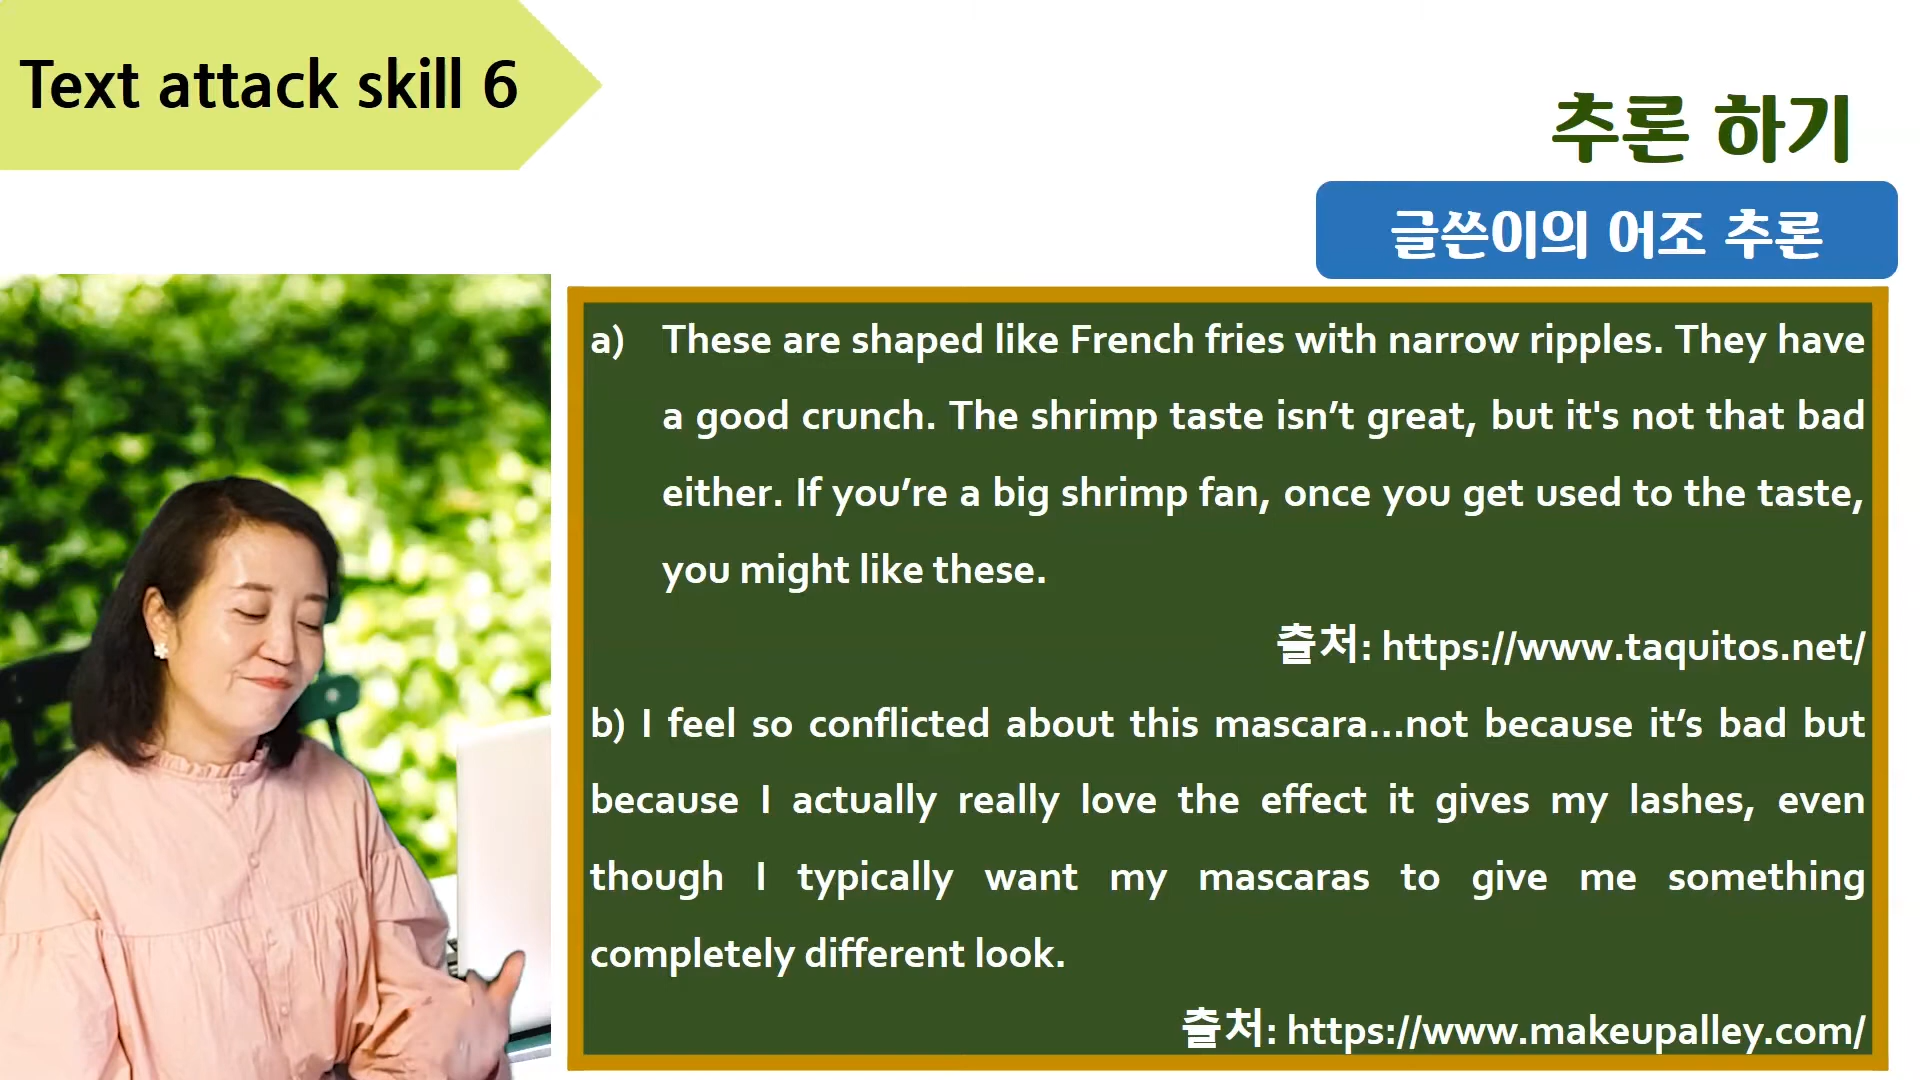 Text attack skill 6
추론 하기
글쓴이의 어조 추론
a) These are shaped like French fries with narrow ripples. They have
a good crunch. The shrimp taste isn’t great, but it's not that bad
either. If you’re a big shrimp fan, once you get used to the taste,
you might like these.
출처: https://www.taquitos.net/
b) I feel so conflicted about this mascara...not because it’s bad but
because I actually really love the effect it gives my lashes, even
though I typically want my mascaras to give me something
completely different look.
출처: https://www.makeupalley.com/